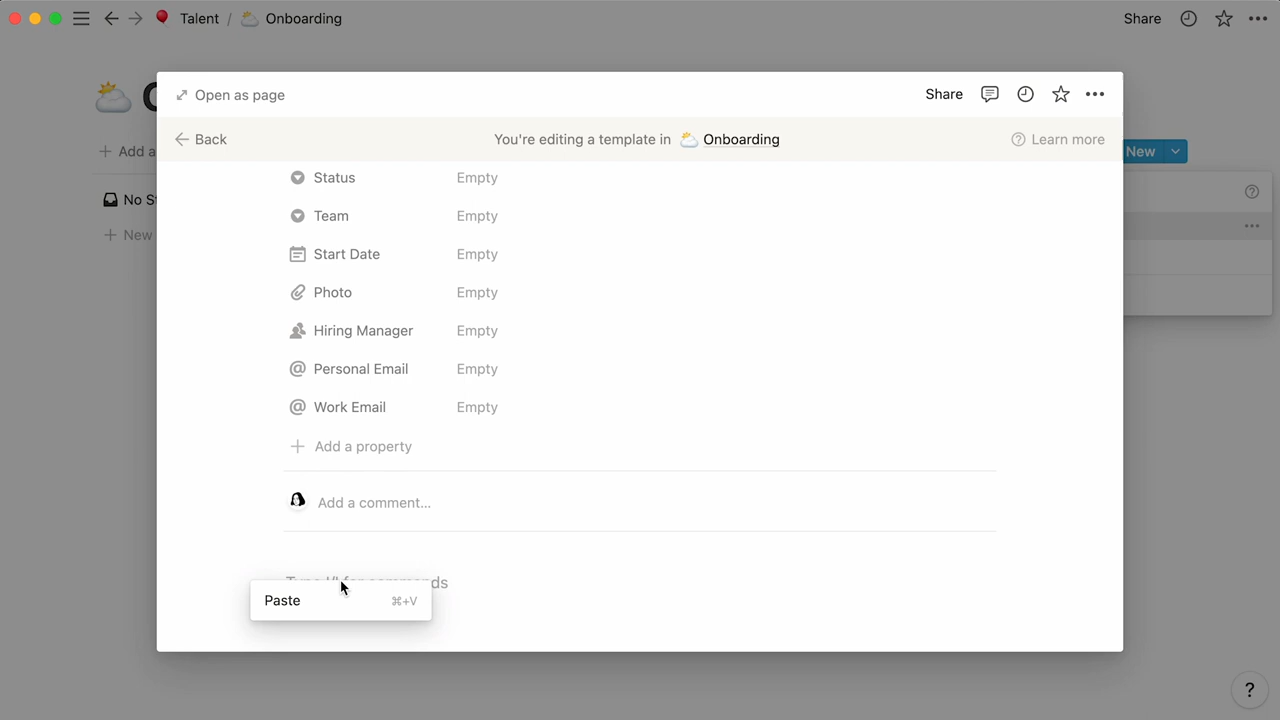 Talent / Onboarding
Share
Open as page
Share
Add a
New
Back
You're editing a template in Onboarding
Learn more
Status Empty
No St
Team Empty
New
Start Date Empty
Photo Empty
Hiring Manager Empty
Personal Email Empty
Work Email Empty
Add a property
Add a comment...
Paste ⌘+V
?